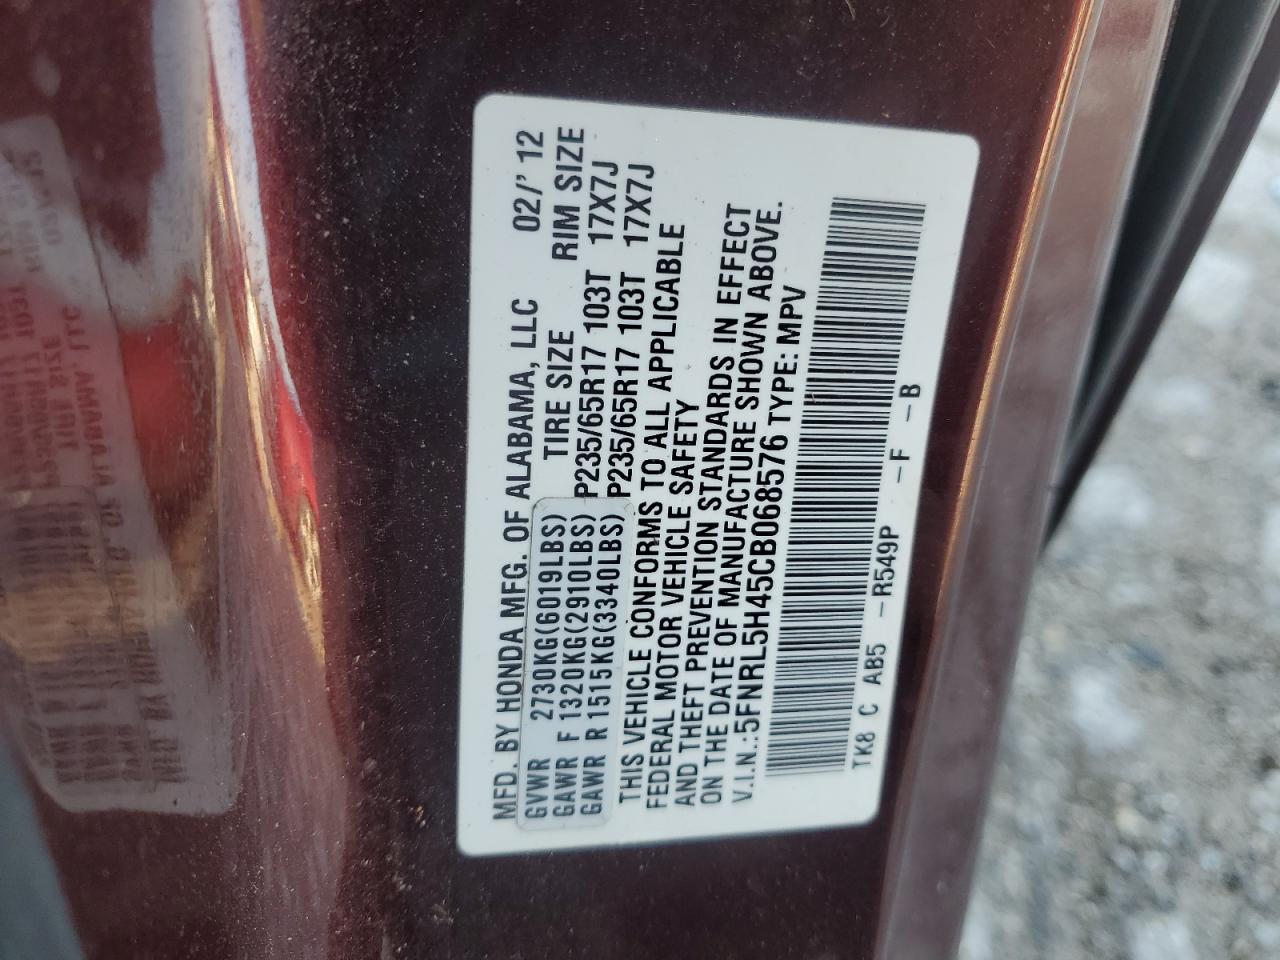 MFD. BY HONDA MFG. OF ALABAMA, LLC 02/'12
GVWR 2730KG(6019LBS) TIRE SIZE RIM SIZE
GAWR F 1320KG(2910LBS) P235/65R17 103T 17X7J
GAWR R 1515KG(3340LBS) P235/65R17 103T 17X7J
THIS VEHICLE CONFORMS TO ALL APPLICABLE
FEDERAL MOTOR VEHICLE SAFETY
AND THEFT PREVENTION STANDARDS IN EFFECT
ON THE DATE OF MANUFACTURE SHOWN ABOVE.
V.I.N.:5FNRL5H45CB068576 TYPE: MPV
TK8 C AB5 -R549P -F -B